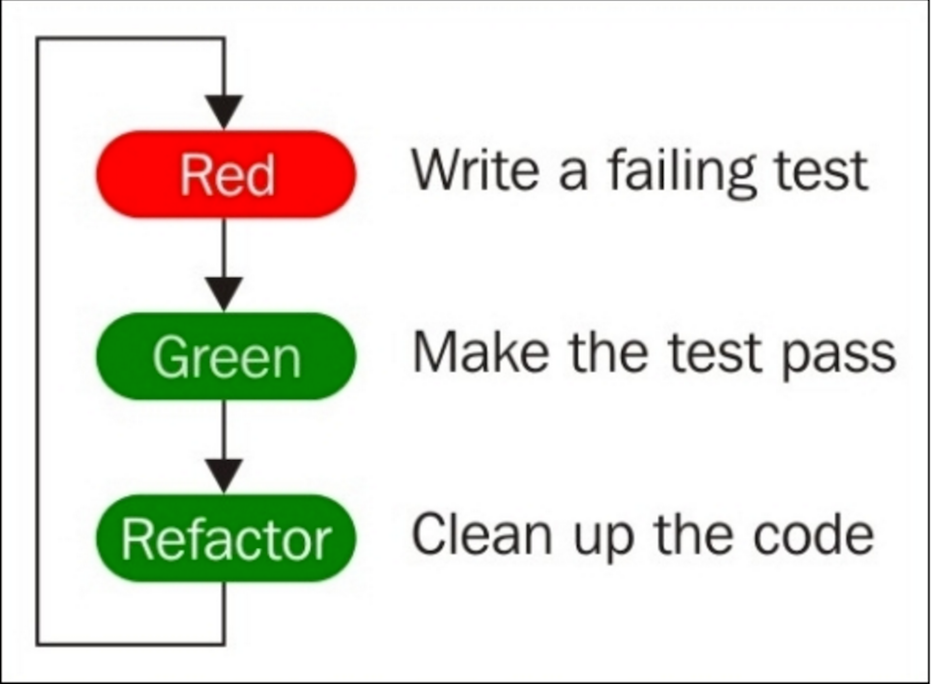 Red Write a failing test
Green Make the test pass
Refactor Clean up the code